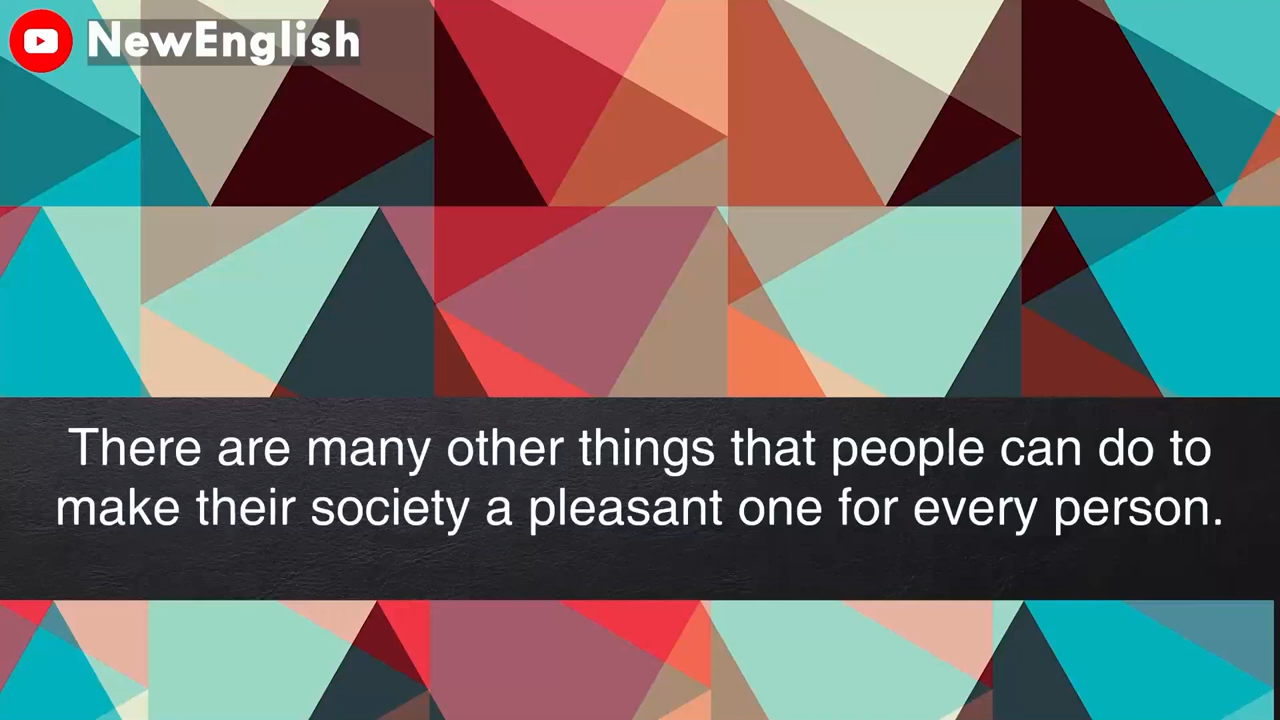 NewEnglish
There are many other things that people can do to
make their society a pleasant one for every person.